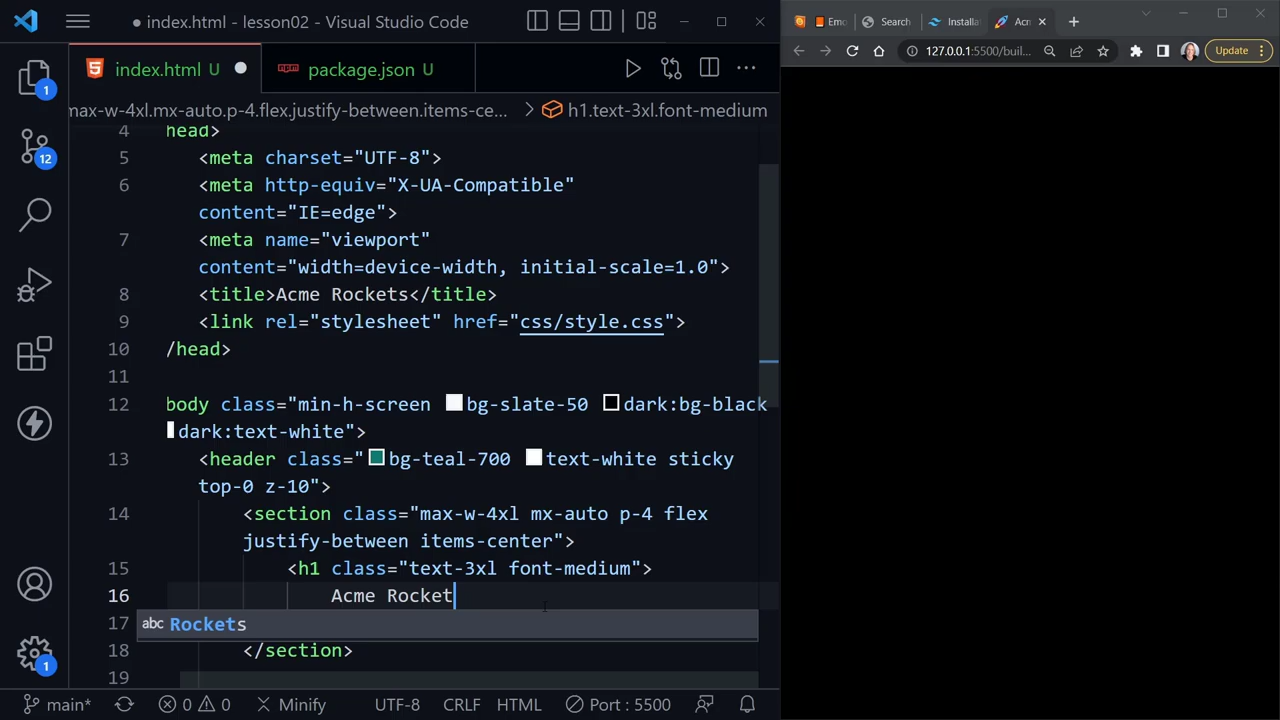 index.html - lesson02 - Visual Studio Code
index.html U
package.json U
max-w-4xl.mx-auto.p-4.flex.justify-between.items-ce... > h1.text-3xl.font-medium
4 head>
5 <meta charset="UTF-8">
6 <meta http-equiv="X-UA-Compatible"
content="IE=edge">
7 <meta name="viewport"
content="width=device-width, initial-scale=1.0">
8 <title>Acme Rockets</title>
9 <link rel="stylesheet" href="css/style.css">
10 /head>
11
12 body class="min-h-screen bg-slate-50 dark:bg-black
dark:text-white">
13 <header class="bg-teal-700 text-white sticky
top-0 z-10">
14 <section class="max-w-4xl mx-auto p-4 flex
justify-between items-center">
15 <h1 class="text-3xl font-medium">
16 Acme Rocket
17 abc Rockets
18 </section>
19
1
12
1
main* 0 0 Minify UTF-8 CRLF HTML Port : 5500
Emo Search Installa Acm
127.0.0.1:5500/buil... Update